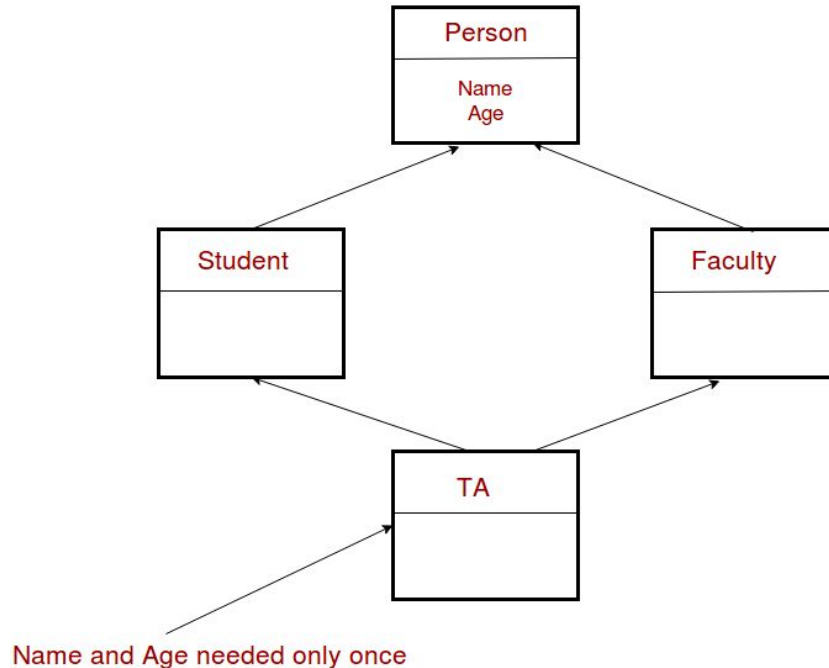 Person
Name
Age
Student
Faculty
TA
Name and Age needed only once